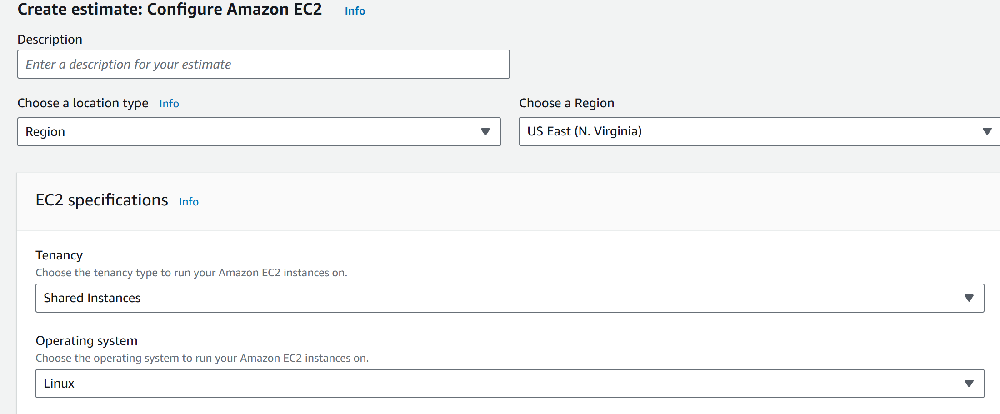 Create estimate: Configure Amazon EC2 Info
Description
Enter a description for your estimate
Choose a location type Info
Choose a Region
Region
US East (N. Virginia)
EC2 specifications Info
Tenancy
Choose the tenancy type to run your Amazon EC2 instances on.
Shared Instances
Operating system
Choose the operating system to run your Amazon EC2 instances on.
Linux